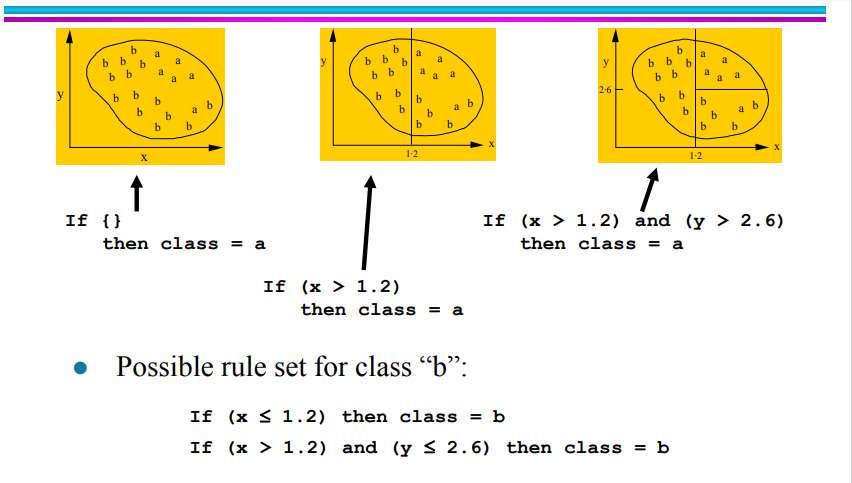 b a
b b b a
b b a a a
b b b
b b a b
b b
y
x
b a
b b b a
b b a a a
b b b
b b a b
b b
y
x
1·2
b a
b b b a
b b a a a
b b b
b b a b
b b
y
2·6
x
1·2
If {}
then class = a
If (x > 1.2)
then class = a
If (x > 1.2) and (y > 2.6)
then class = a
● Possible rule set for class “b”:
If (x ≤ 1.2) then class = b
If (x > 1.2) and (y ≤ 2.6) then class = b